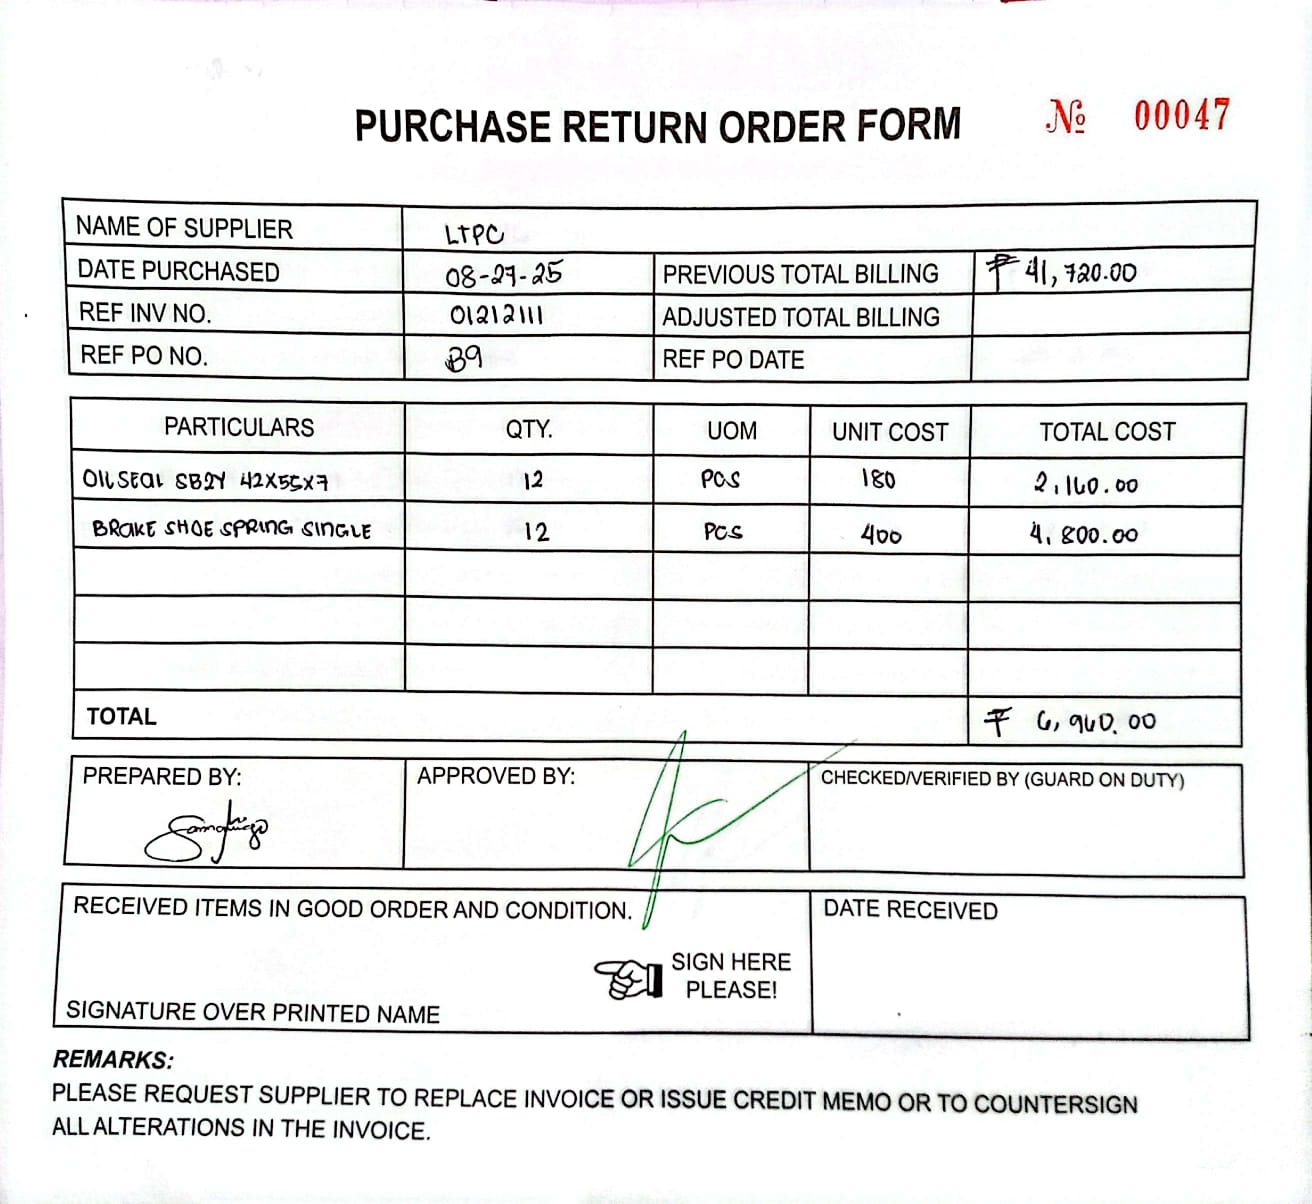 PURCHASE RETURN ORDER FORM № 00047
NAME OF SUPPLIER LTPC
DATE PURCHASED 08-27-25 PREVIOUS TOTAL BILLING ₱ 41,720.00
REF INV NO. 01212111 ADJUSTED TOTAL BILLING
REF PO NO. B9 REF PO DATE
PARTICULARS QTY. UOM UNIT COST TOTAL COST
OIL SEAL SB2Y 42X55X7 12 PCS 180 2,160.00
BRAKE SHOE SPRING SINGLE 12 PCS 400 4,800.00
TOTAL ₱ 6,960.00
PREPARED BY: APPROVED BY: CHECKED/VERIFIED BY (GUARD ON DUTY)
RECEIVED ITEMS IN GOOD ORDER AND CONDITION. DATE RECEIVED
SIGN HERE
PLEASE!
SIGNATURE OVER PRINTED NAME
REMARKS:
PLEASE REQUEST SUPPLIER TO REPLACE INVOICE OR ISSUE CREDIT MEMO OR TO COUNTERSIGN
ALL ALTERATIONS IN THE INVOICE.